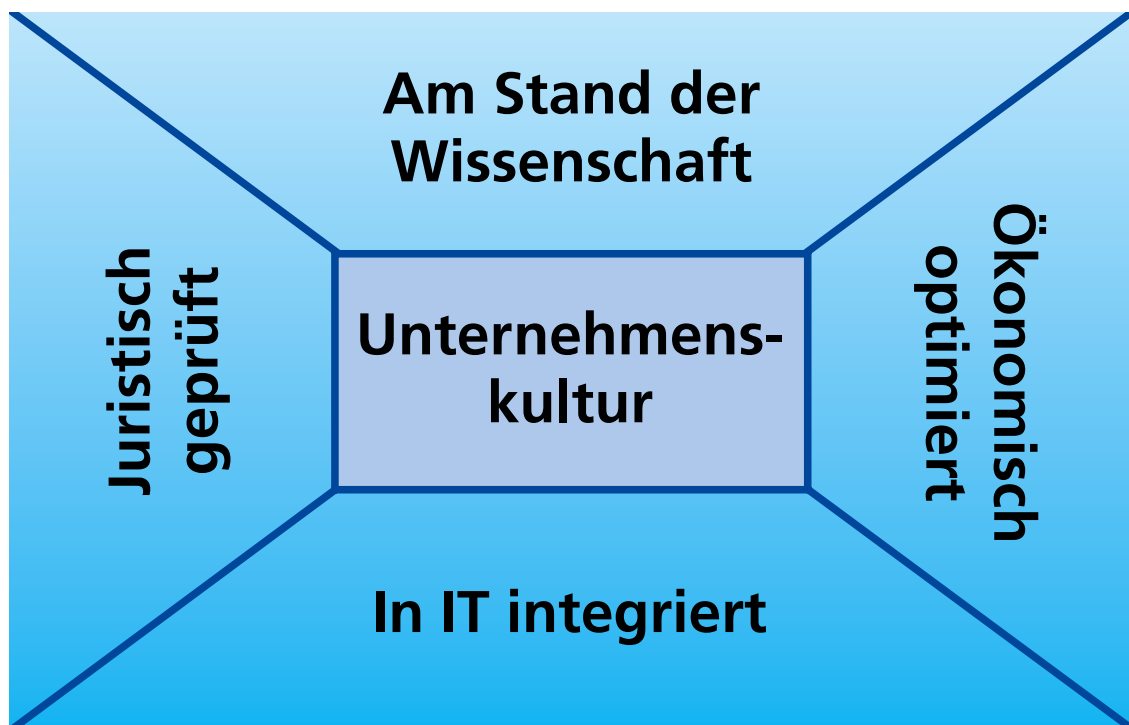 Am Stand der
Wissenschaft
Juristisch
geprüft
Unternehmens-
kultur
Ökonomisch
optimiert
In IT integriert